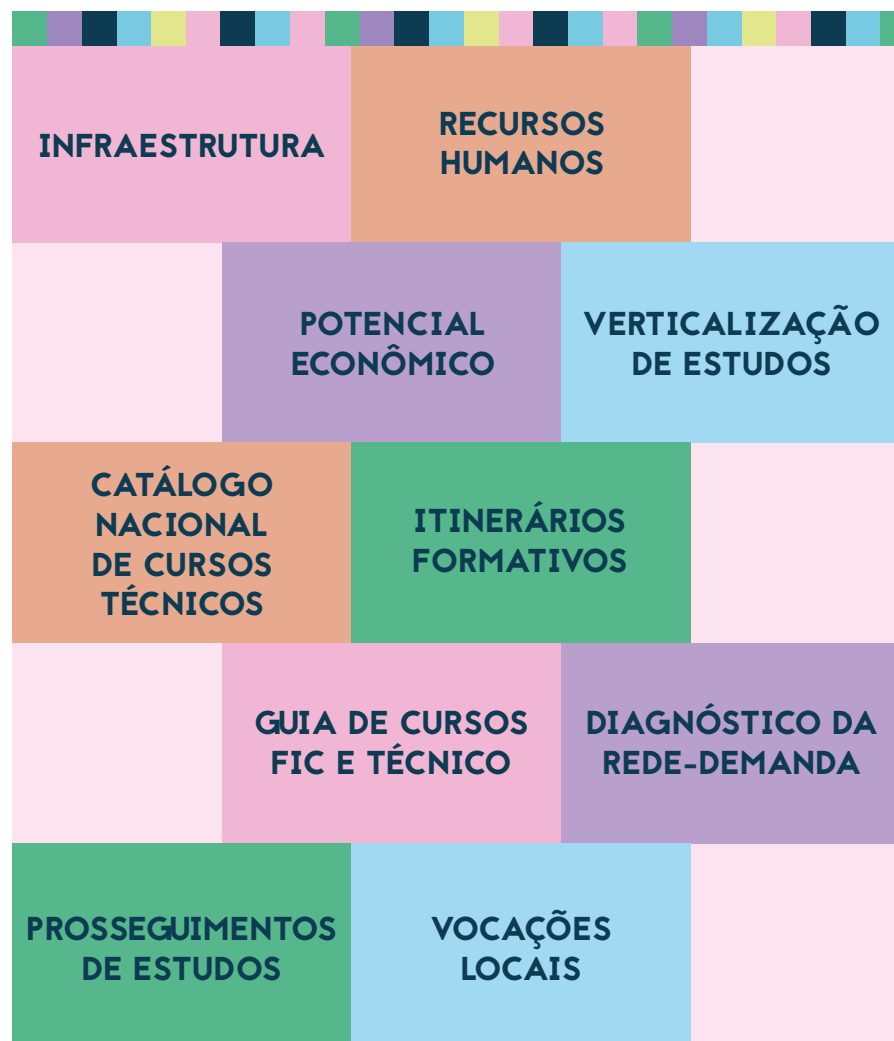 INFRAESTRUTURA
RECURSOS
HUMANOS
POTENCIAL
ECONÔMICO
VERTICALIZAÇÃO
DE ESTUDOS
CATÁLOGO
NACIONAL
DE CURSOS
TÉCNICOS
ITINERÁRIOS
FORMATIVOS
GUIA DE CURSOS
FIC E TÉCNICO
DIAGNÓSTICO DA
REDE-DEMANDA
PROSSEGUIMENTOS
DE ESTUDOS
VOCAÇÕES
LOCAIS